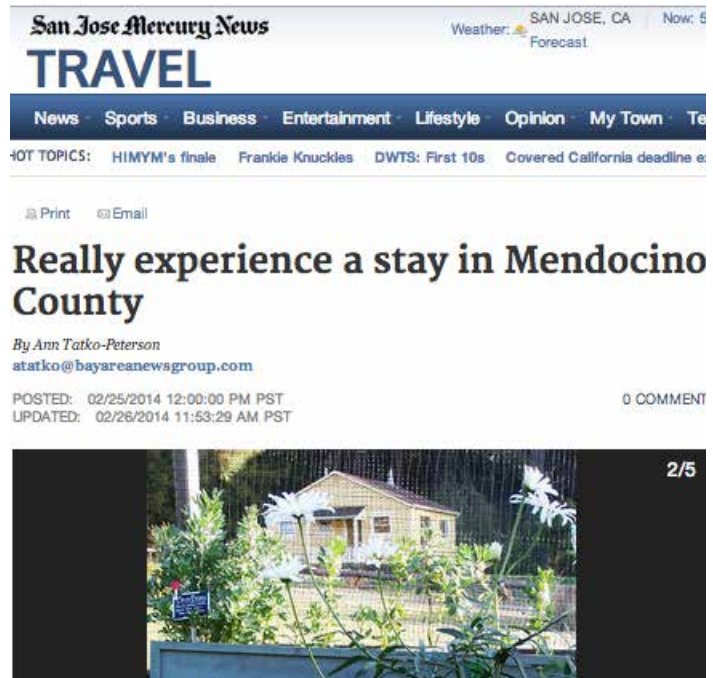 San Jose Mercury News
Weather:
SAN JOSE, CA
Now: 5
Forecast
TRAVEL
News Sports Business Entertainment Lifestyle Opinion My Town Te
HOT TOPICS: HIMYM's finale Frankie Knuckles DWTS: First 10s Covered California deadline e
Print Email
Really experience a stay in Mendocino
County
By Ann Tatko-Peterson
atatko@bayareanewsgroup.com
POSTED: 02/25/2014 12:00:00 PM PST
0 COMMENT
UPDATED: 02/26/2014 11:53:29 AM PST
2/5